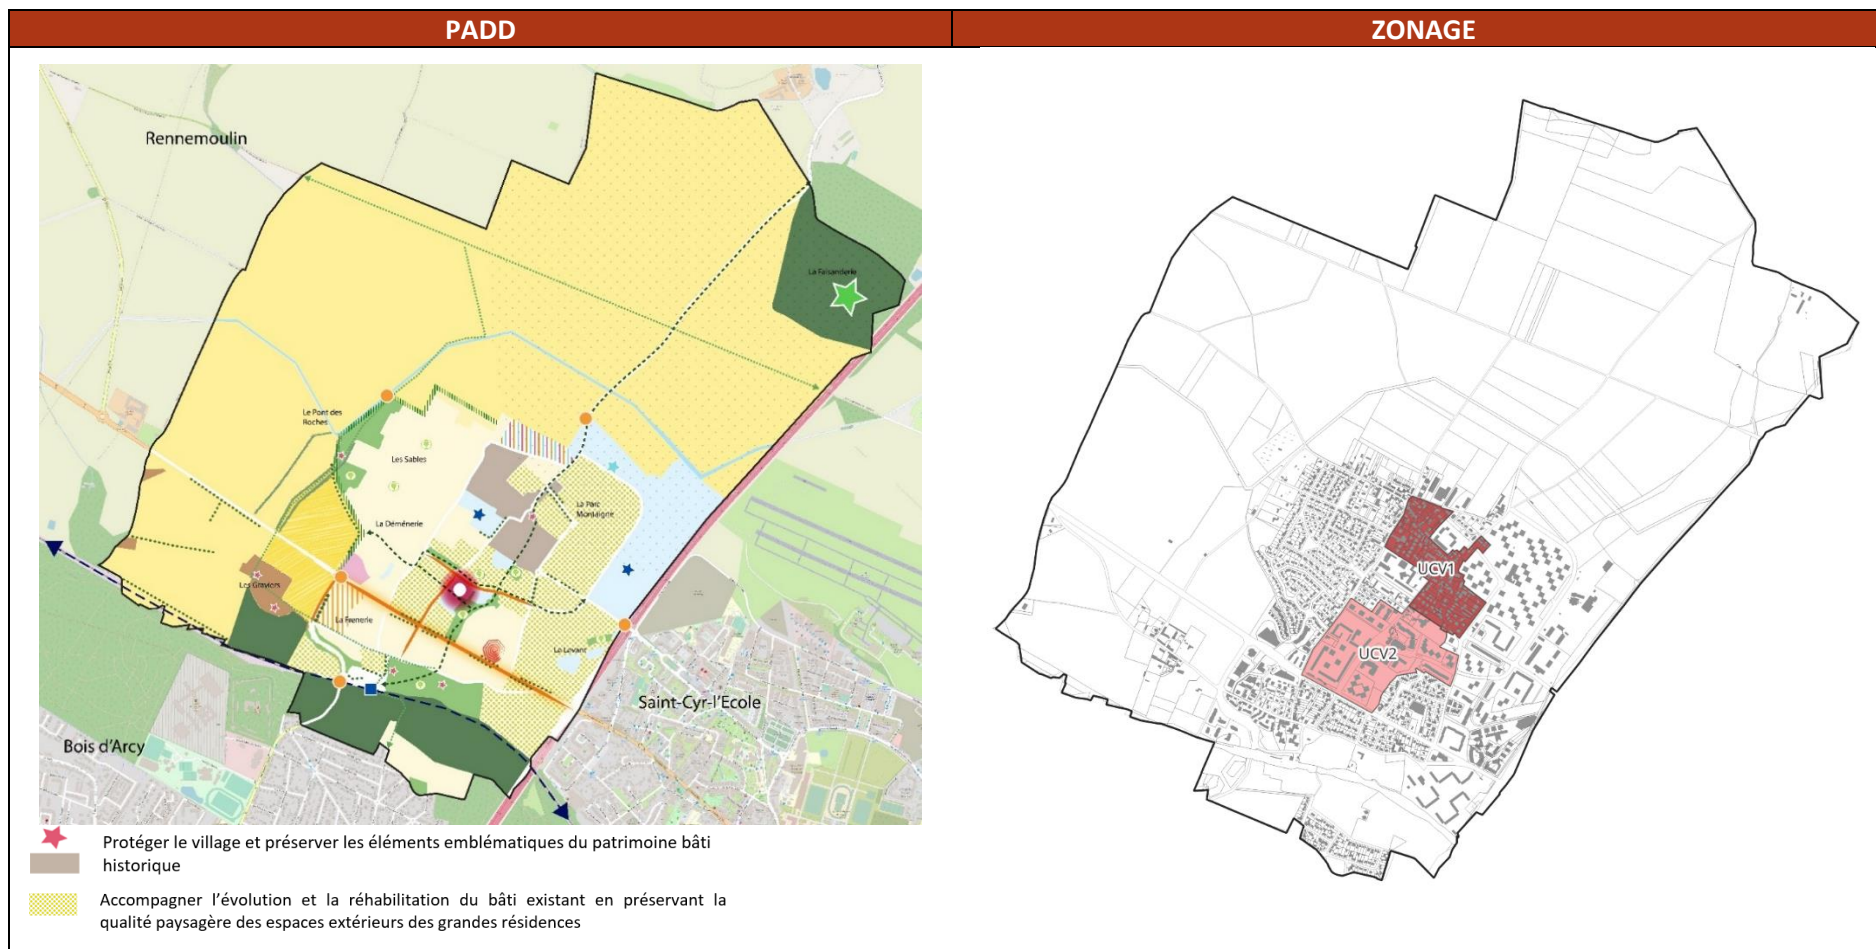 PADD
ZONAGE
Rennemoulin
La Faisanderie
Le Pont des
Roches
Les Sables
Le Parc
Montaigne
La Déménerie
Les Graviers
La Frenerie
Le Levant
Saint-Cyr-l'Ecole
Bois d'Arcy
UCV1
UCV2
Protéger le village et préserver les éléments emblématiques du patrimoine bâti
historique
Accompagner l'évolution et la réhabilitation du bâti existant en préservant la
qualité paysagère des espaces extérieurs des grandes résidences